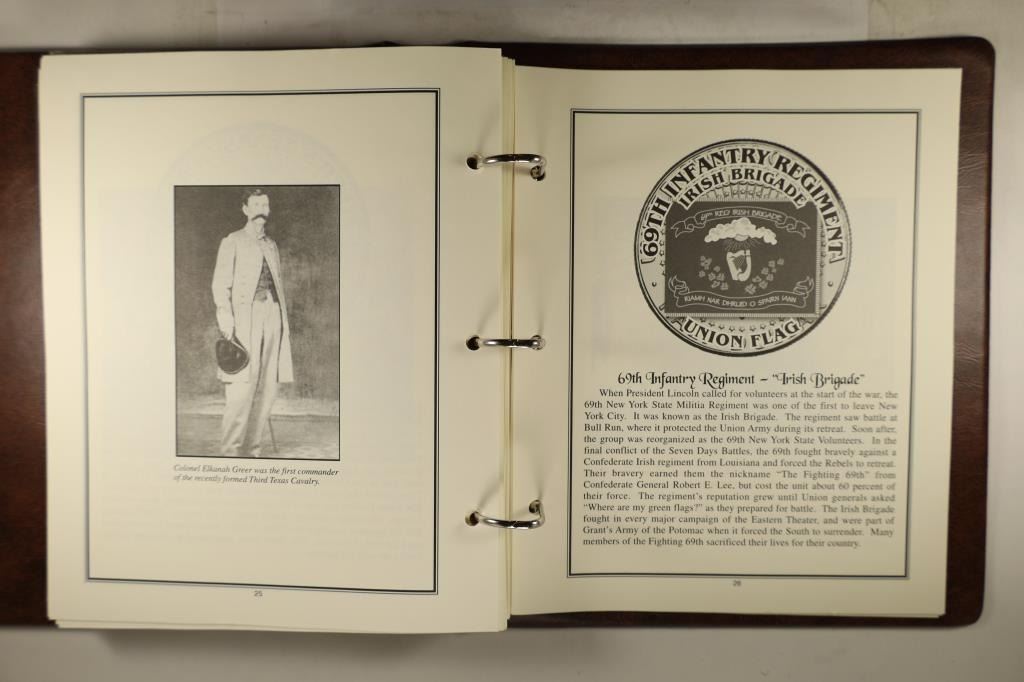 Colonel Elkanah Greer was the first commander
of the recently formed Third Texas Cavalry.
25
69TH INFANTRY REGIMENT
IRISH BRIGADE
69TH REG'T IRISH BRIGADE
RIAMH NAR DHRUED O SPAIRN IANN
UNION FLAG
69th Infantry Regiment – "Irish Brigade"
When President Lincoln called for volunteers at the start of the war, the
69th New York State Militia Regiment was one of the first to leave New
York City. It was known as the Irish Brigade. The regiment saw battle at
Bull Run, where it protected the Union Army during its retreat. Soon after,
the group was reorganized as the 69th New York State Volunteers. In the
final conflict of the Seven Days Battles, the 69th fought bravely against a
Confederate Irish regiment from Louisiana and forced the Rebels to retreat.
Their bravery earned them the nickname "The Fighting 69th" from
Confederate General Robert E. Lee, but cost the unit about 60 percent of
their force. The regiment's reputation grew until Union generals asked
"Where are my green flags?" as they prepared for battle. The Irish Brigade
fought in every major campaign of the Eastern Theater, and were part of
Grant's Army of the Potomac when it forced the South to surrender. Many
members of the Fighting 69th sacrificed their lives for their country.
26